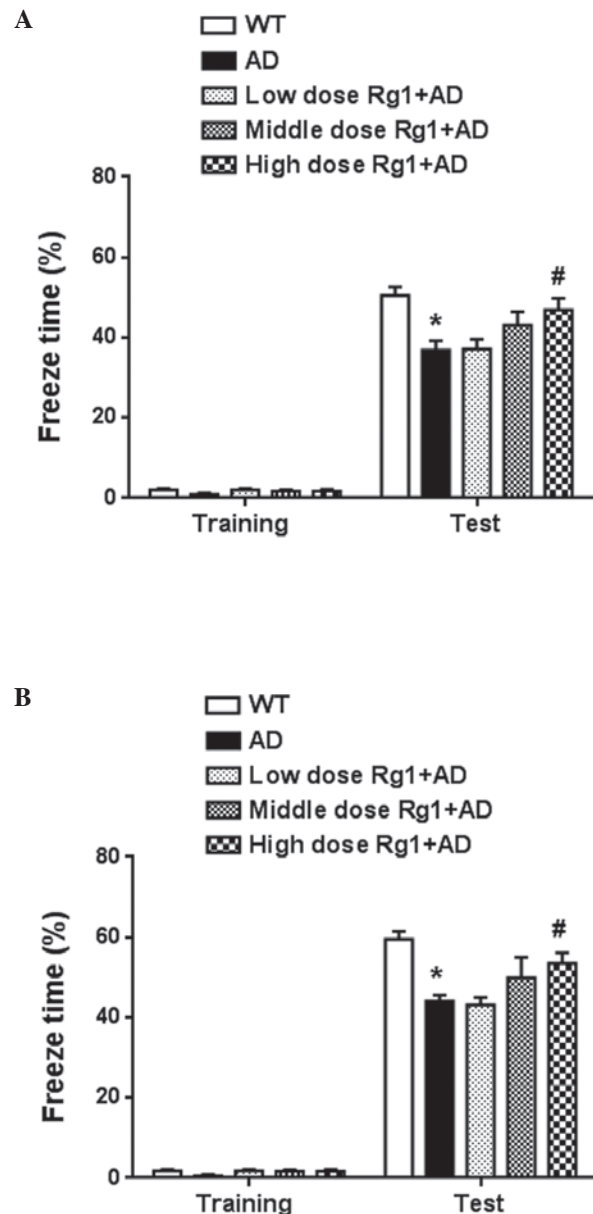 A
WT
AD
Low dose Rg1+AD
Middle dose Rg1+AD
High dose Rg1+AD
Freeze time (%)
80
60
40
20
0
*
#
Training
Test
B
WT
AD
Low dose Rg1+AD
Middle dose Rg1+AD
High dose Rg1+AD
Freeze time (%)
80
60
40
20
0
*
#
Training
Test